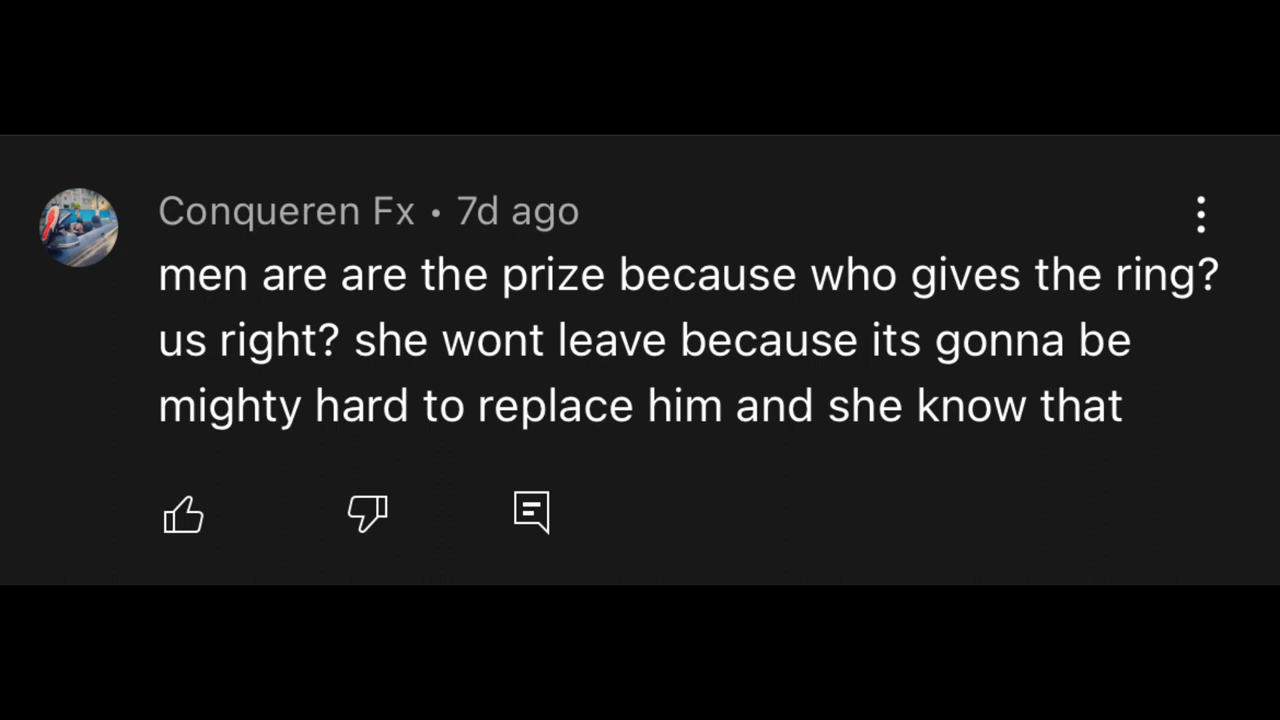 Conqueren Fx • 7d ago
men are are the prize because who gives the ring?
us right? she wont leave because its gonna be
mighty hard to replace him and she know that